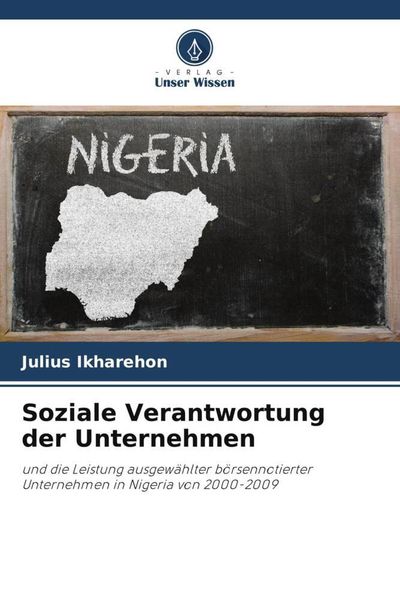 - VERLAG -
Unser Wissen
NiGERiA
Julius Ikharehon
Soziale Verantwortung
der Unternehmen
und die Leistung ausgewählter börsennotierter
Unternehmen in Nigeria von 2000-2009